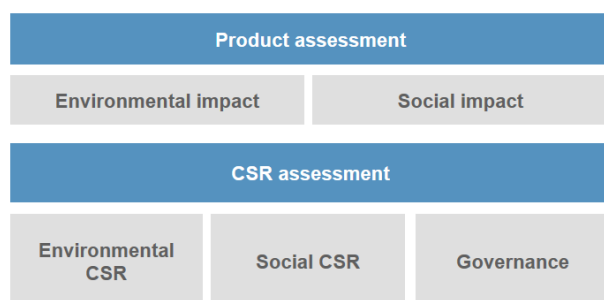 Product assessment
Environmental impact
Social impact
CSR assessment
Environmental
CSR
Social CSR
Governance